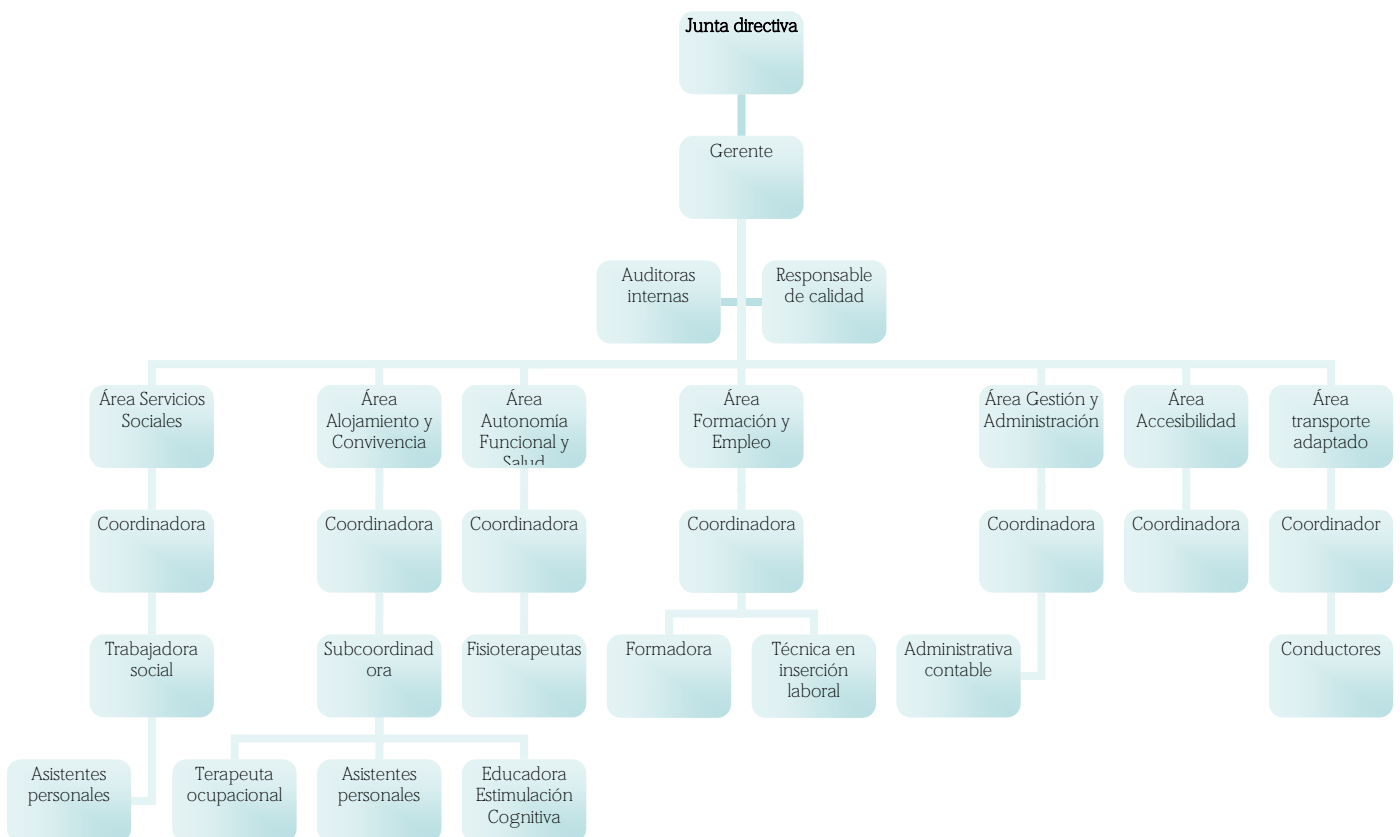 Junta directiva
Gerente
Auditoras
internas
Responsable
de calidad
Área Servicios
Sociales
Área
Alojamiento y
Convivencia
Área
Autonomía
Funcional y
Salud
Área
Formación y
Empleo
Área Gestión y
Administración
Área
Accesibilidad
Área
transporte
adaptado
Coordinadora
Coordinadora
Coordinadora
Coordinadora
Coordinadora
Coordinadora
Coordinador
Trabajadora
social
Subcoordinad
ora
Fisioterapeutas
Formadora
Técnica en
inserción
laboral
Administrativa
contable
Conductores
Asistentes
personales
Terapeuta
ocupacional
Asistentes
personales
Educadora
Estimulación
Cognitiva